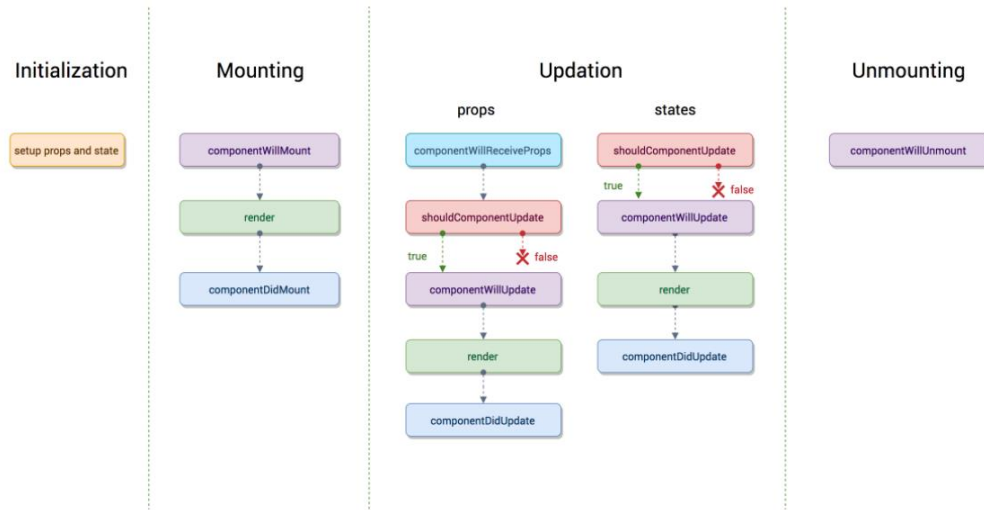 Initialization
Mounting
Updation
Unmounting
props
states
setup props and state
componentWillMount
render
componentDidMount
componentWillReceiveProps
shouldComponentUpdate
true
false
componentWillUpdate
render
componentDidUpdate
shouldComponentUpdate
true
false
componentWillUpdate
render
componentDidUpdate
componentWillUnmount